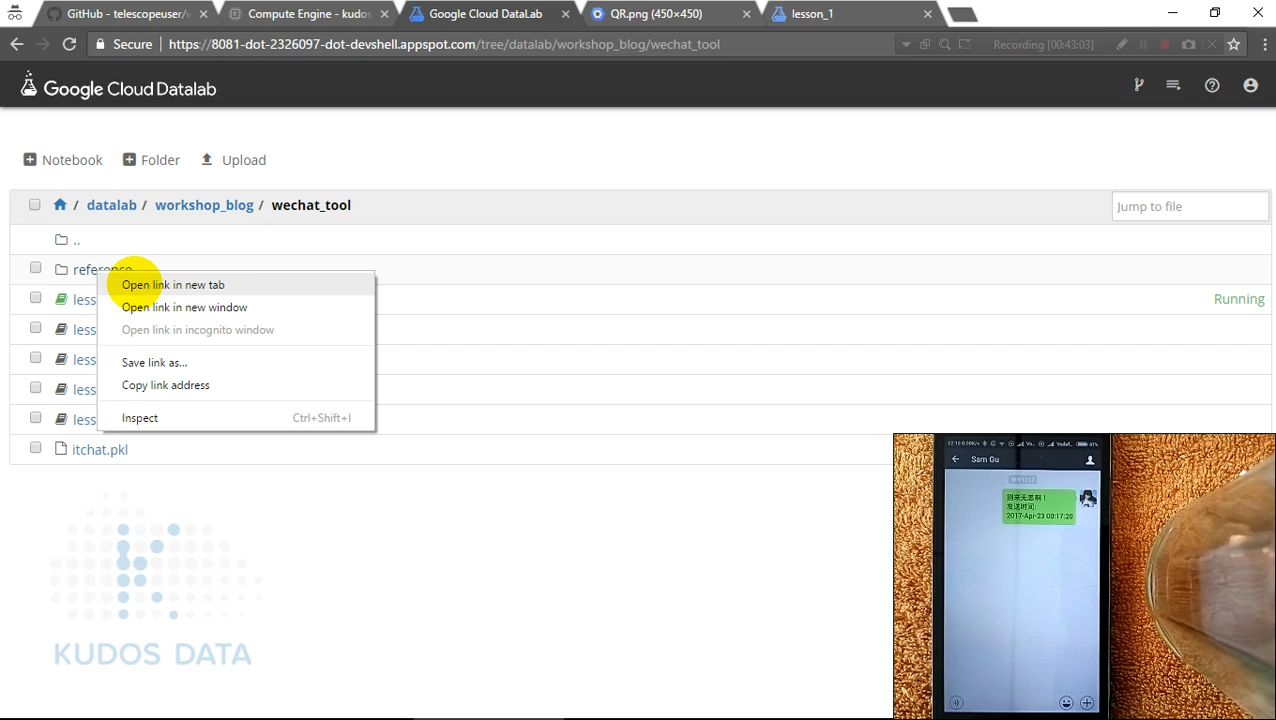 GitHub - telescopeuser/w
Compute Engine - kudos
Google Cloud DataLab
QR.png (450×450)
lesson_1
Secure
https://8081-dot-2326097-dot-devshell.appspot.com/tree/datalab/workshop_blog/wechat_tool
Recording [00:43:03]
Google Cloud Datalab
Notebook
Folder
Upload
/ datalab / workshop_blog / wechat_tool
Jump to file
..
reference
Open link in new tab
less
Open link in new window
Running
less
Open link in incognito window
less
Save link as...
less
Copy link address
less
Inspect
Ctrl+Shift+I
itchat.pkl
Sam Gu
别来无恙啊！
发送时间:
2017-Apr-23 00:17:20
KUDOS DATA